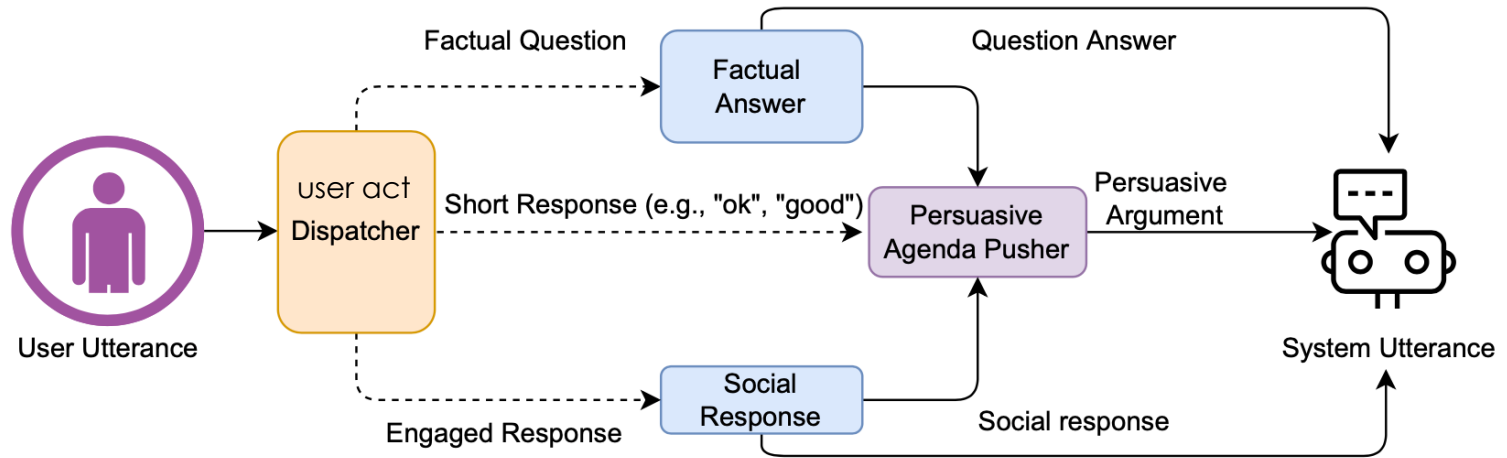 Factual Question
Question Answer
Factual
Answer
user act
Dispatcher
Short Response (e.g., "ok", "good")
Persuasive
Agenda Pusher
Persuasive
Argument
User Utterance
System Utterance
Social
Response
Engaged Response
Social response